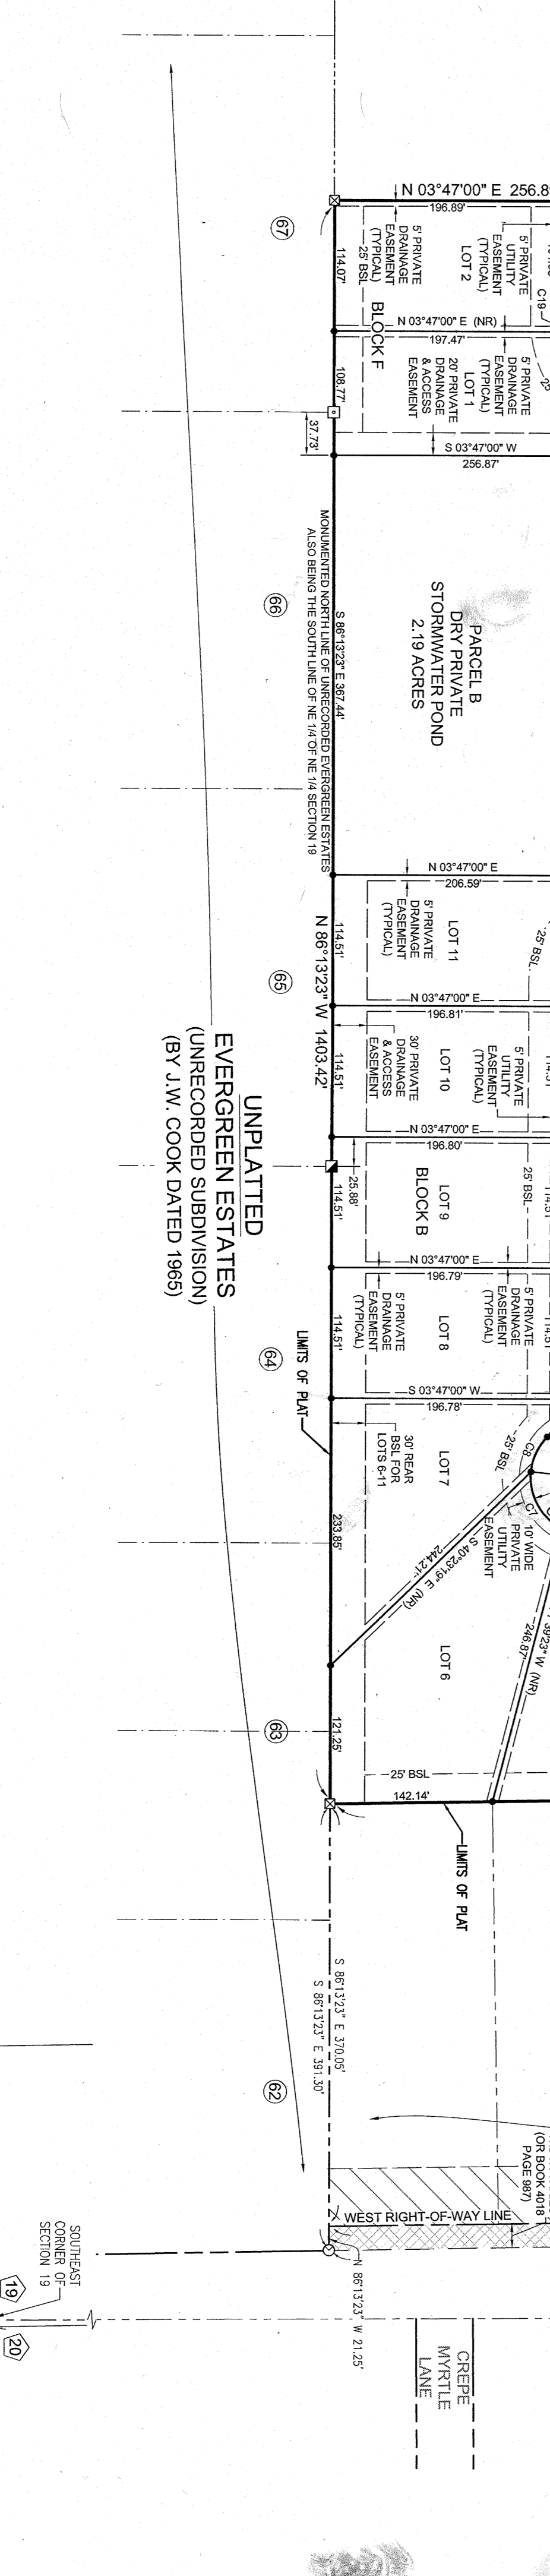 N 03°47'00" E 256.8
196.89'
67
114.07'
25' BSL
5' PRIVATE
DRAINAGE
EASEMENT
(TYPICAL)
LOT 2
5' PRIVATE
UTILITY
EASEMENT
(TYPICAL)
C19
BLOCK F
N 03°47'00" E (NR)
197.47'
108.77'
20' PRIVATE
DRAINAGE
& ACCESS
EASEMENT
LOT 1
5' PRIVATE
UTILITY
EASEMENT
(TYPICAL)
37.73'
S 03°47'00" W
256.87'
66
MONUMENTED NORTH LINE OF UNRECORDED EVERGREEN ESTATES
ALSO BEING THE SOUTH LINE OF NE 1/4 OF NE 1/4 SECTION 19
S 86°13'23" E 367.44'
PARCEL B
DRY PRIVATE
STORMWATER POND
2.19 ACRES
N 03°47'00" E
206.59'
65
N 86°13'23" W 1403.42'
114.51'
5' PRIVATE
DRAINAGE
EASEMENT
(TYPICAL)
LOT 11
25' BSL
N 03°47'00" E
196.81'
114.51'
30' PRIVATE
DRAINAGE
& ACCESS
EASEMENT
LOT 10
5' PRIVATE
UTILITY
EASEMENT
(TYPICAL)
N 03°47'00" E
196.80'
25.88'
114.51'
BLOCK B
LOT 9
25' BSL
UNPLATTED
EVERGREEN ESTATES
(UNRECORDED SUBDIVISION)
(BY J.W. COOK DATED 1965)
N 03°47'00" E
196.79'
114.51'
5' PRIVATE
DRAINAGE
EASEMENT
(TYPICAL)
LOT 8
5' PRIVATE
DRAINAGE
EASEMENT
(TYPICAL)
64
LIMITS OF PLAT
S 03°47'00" W
196.78'
30' REAR
BSL FOR
LOTS 6-11
LOT 7
25' BSL
C8
C7
10' WIDE
PRIVATE
UTILITY
EASEMENT
233.85'
S 40°23'19" E (NR)
244.21'
39'23" W (NR)
246.87'
LOT 6
63
121.25'
25' BSL
142.14'
LIMITS OF PLAT
S 86°13'23" E 370.05'
S 86°13'23" E 391.30'
62
(OR BOOK 4018
PAGE 987)
WEST RIGHT-OF-WAY LINE
N 86°13'23" W 21.25'
SOUTHEAST
CORNER OF
SECTION 19
19
20
CREPE
MYRTLE
LANE